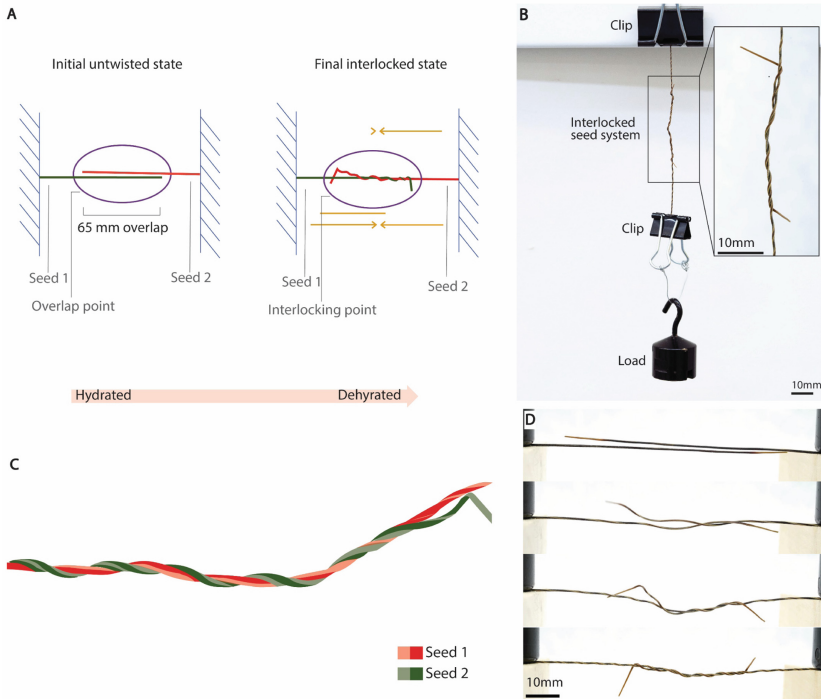 A
Initial untwisted state
Final interlocked state
65 mm overlap
Seed 1
Seed 2
Overlap point
Seed 1
Seed 2
Interlocking point
Hydrated
Dehyrated
B
Clip
Interlocked
seed system
Clip
10mm
Load
10mm
C
Seed 1
Seed 2
D
10mm